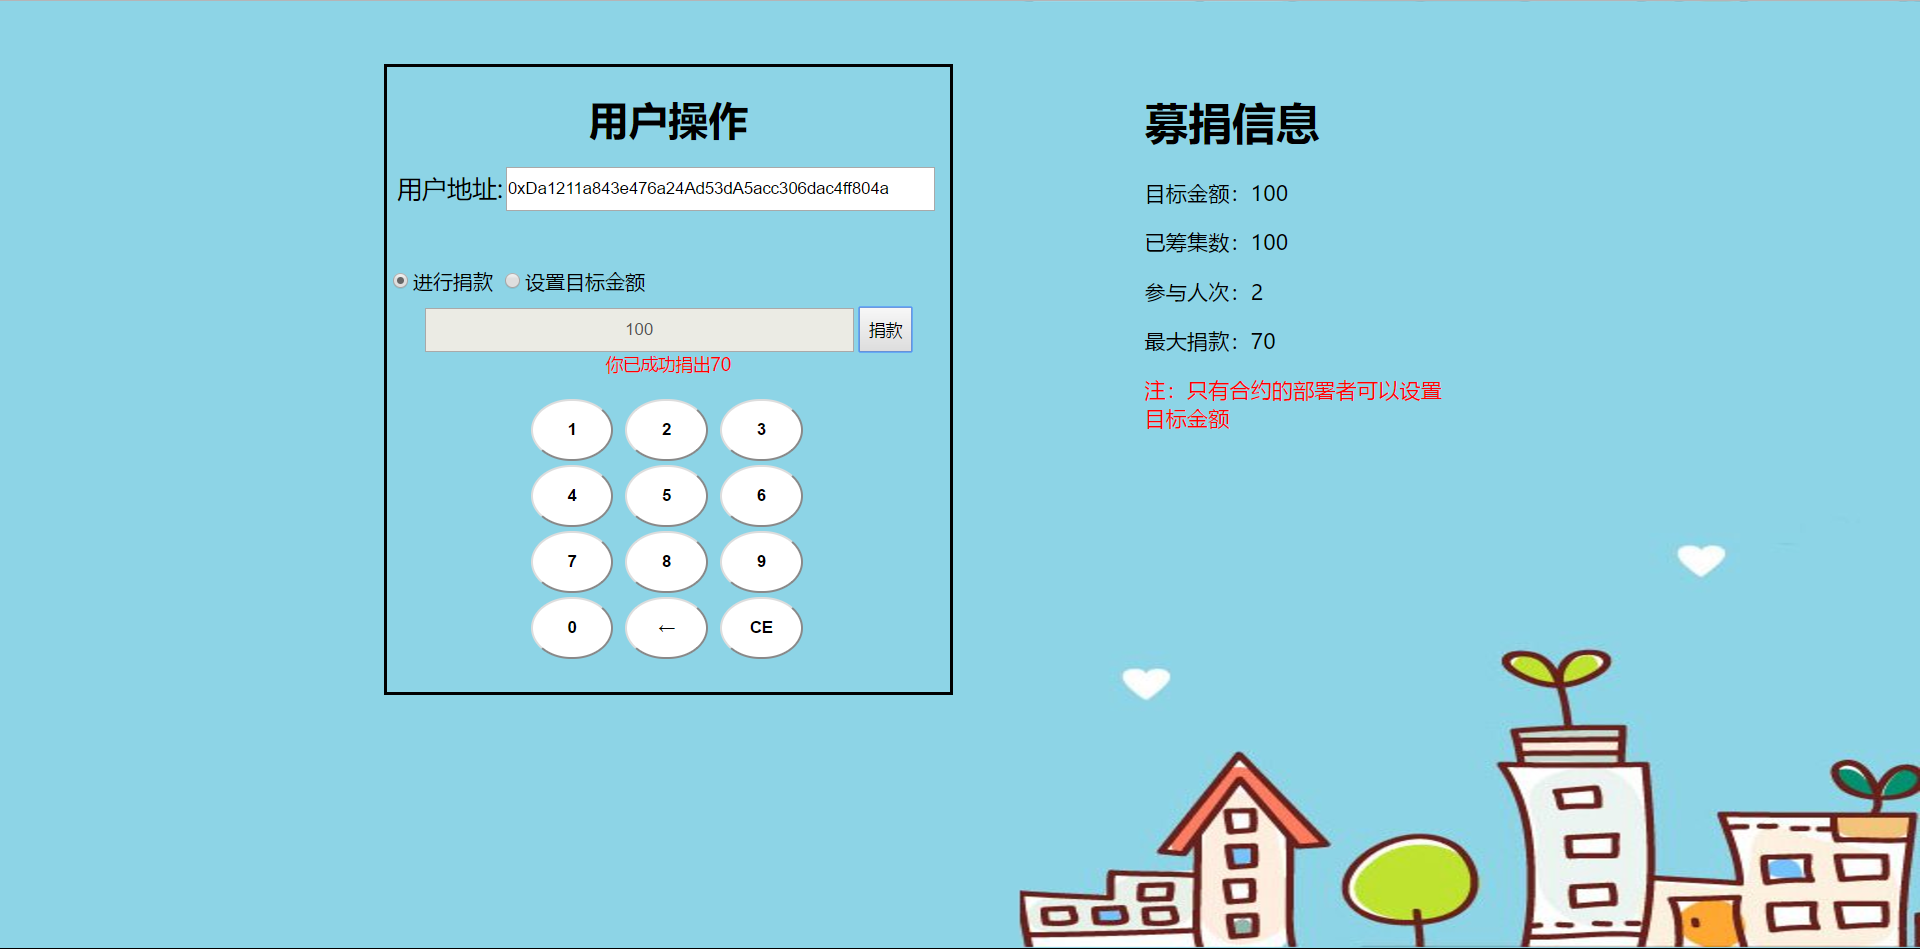 用户操作
用户地址: 0xDa1211a843e476a24Ad53dA5acc306dac4ff804a
进行捐款 设置目标金额
100 捐款
你已成功捐出70
1 2 3
4 5 6
7 8 9
0 ← CE
募捐信息
目标金额：100
已筹集数：100
参与人次：2
最大捐款：70
注：只有合约的部署者可以设置
目标金额